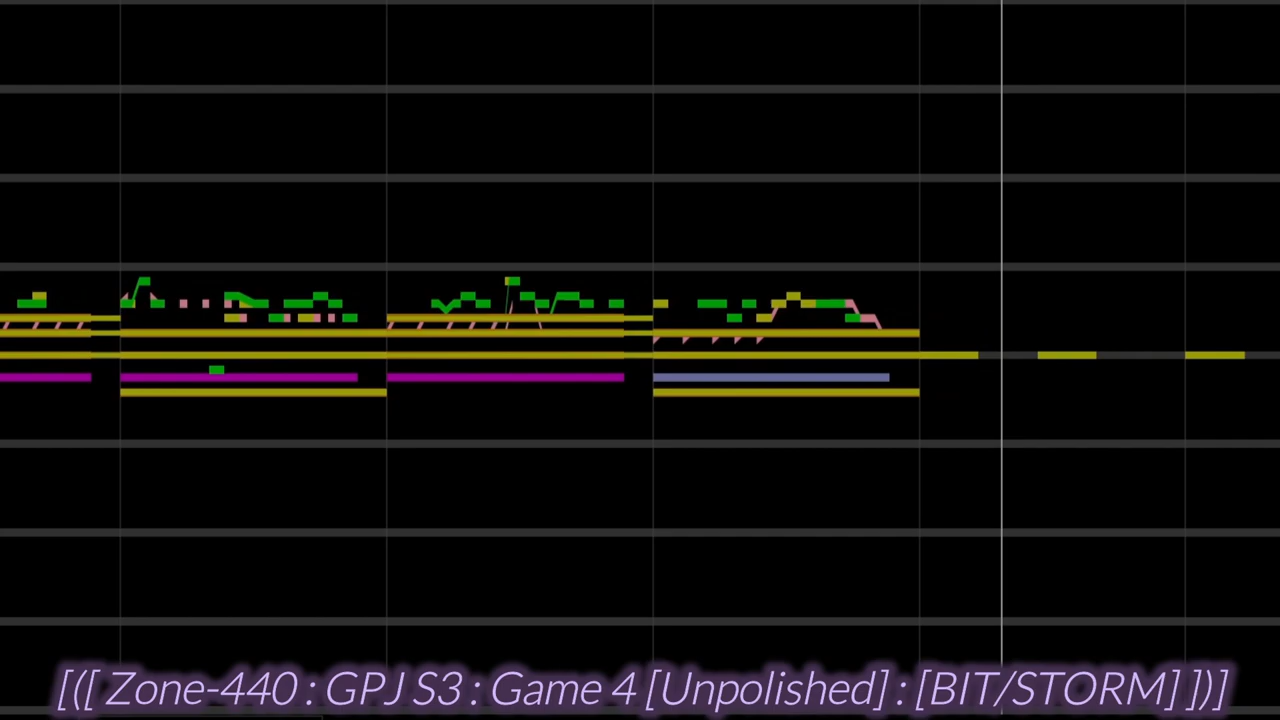 [([ Zone-440 : GPJ S3 : Game 4 [Unpolished] : [BIT/STORM] ])]